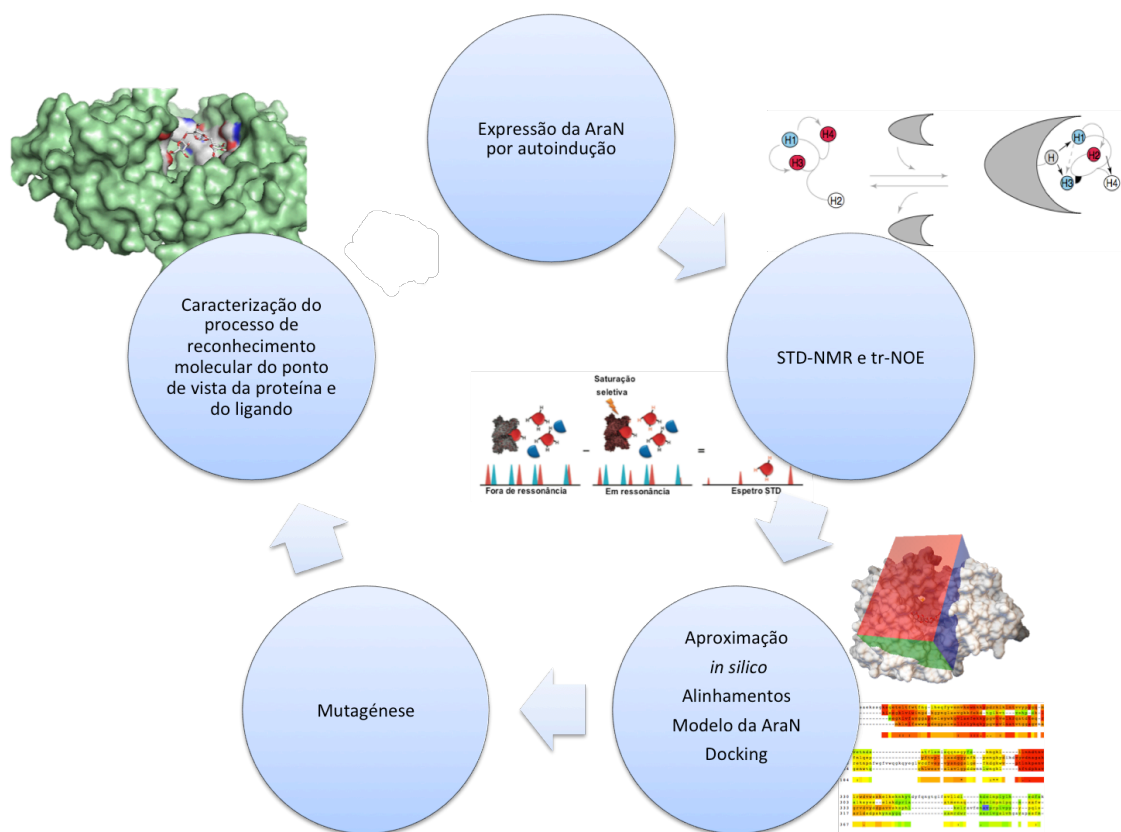 Expressão da AraN
por autoindução
H1
H4
H3
H2
H
H1
H2
H3
H4
STD-NMR e tr-NOE
Saturação
seletiva
Fora de ressonância
Em ressonância
Espetro STD
Aproximação
in silico
Alinhamentos
Modelo da AraN
Docking
Mutagénese
Caracterização do
processo de
reconhecimento
molecular do ponto
de vista da proteína e
do ligando